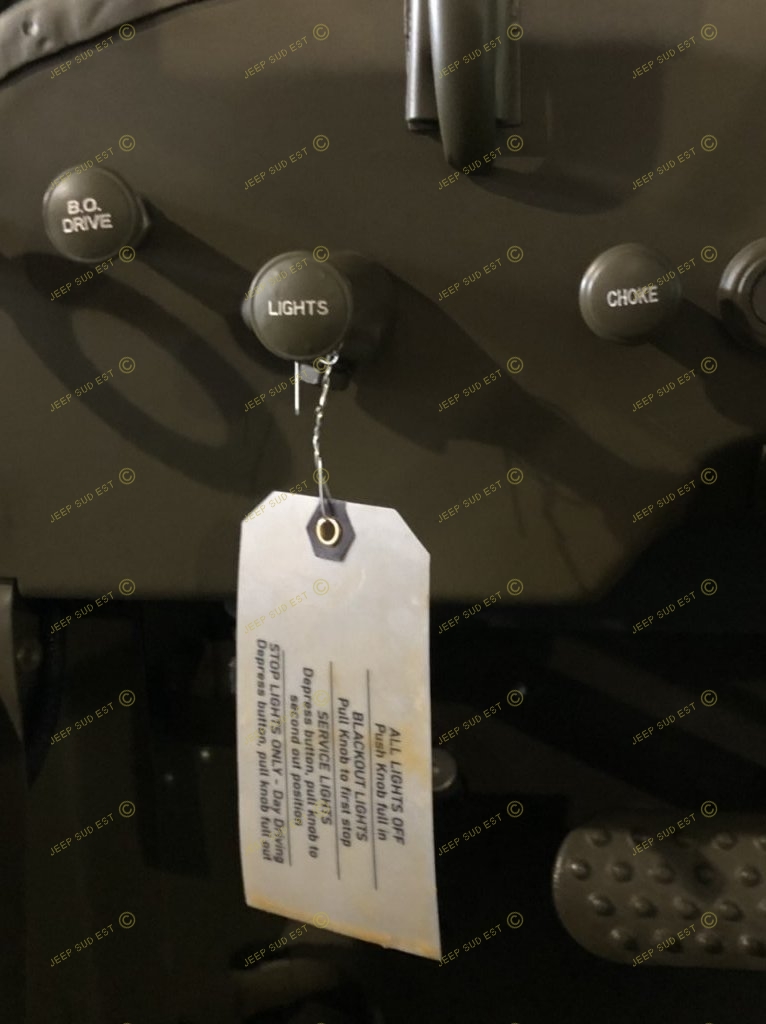 B.O.
DRIVE
LIGHTS
CHOKE
ALL LIGHTS OFF
Push Knob full in
BLACKOUT LIGHTS
Pull Knob to first stop
SERVICE LIGHTS
Depress button, pull knob to
second out position
STOP LIGHTS ONLY - Day Driving
Depress button, pull knob full out
JEEP SUD EST ©